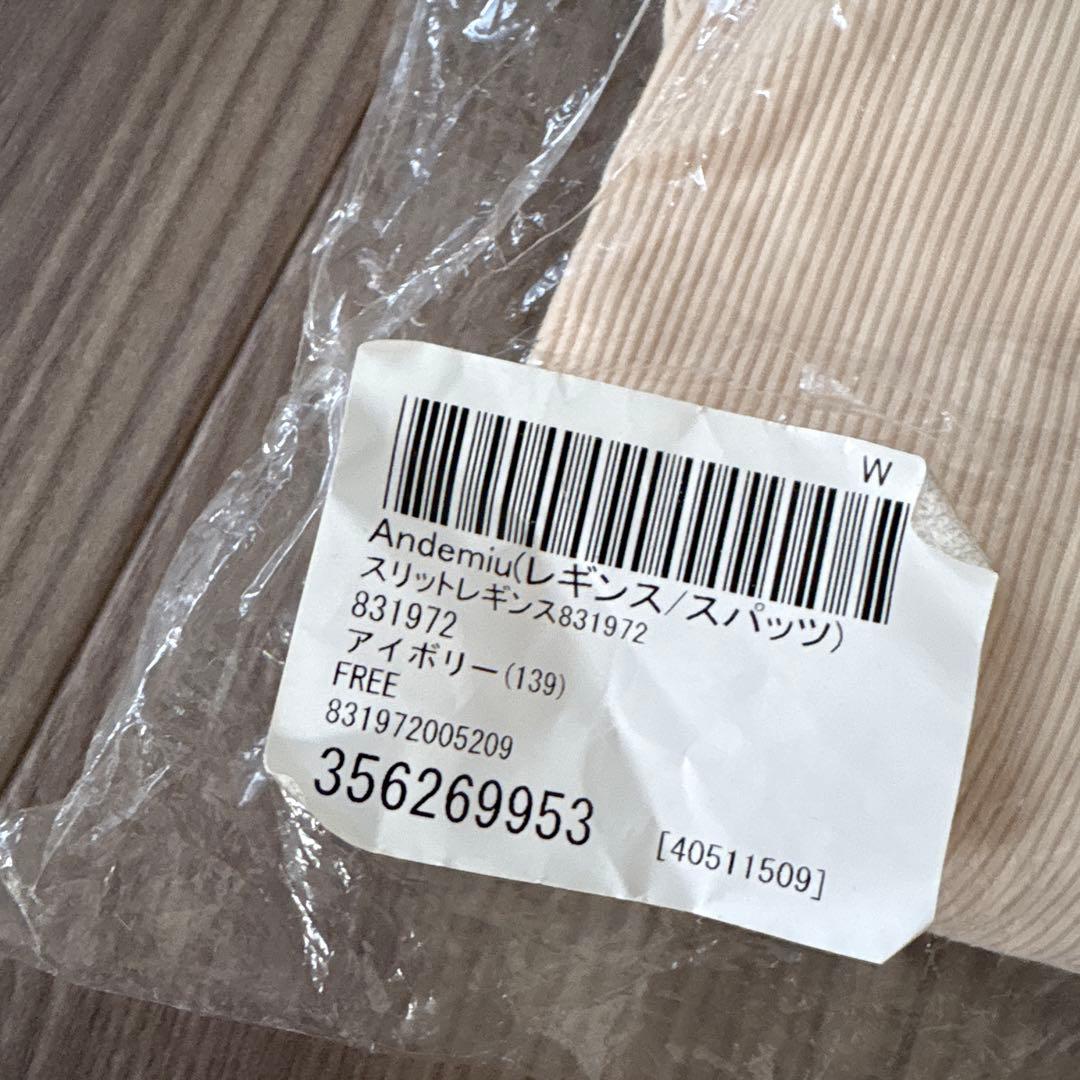 W
Andemiu(レギンス/スパッツ)
スリットレギンス831972
831972
アイボリー(139)
FREE
831972005209
356269953
[40511509]